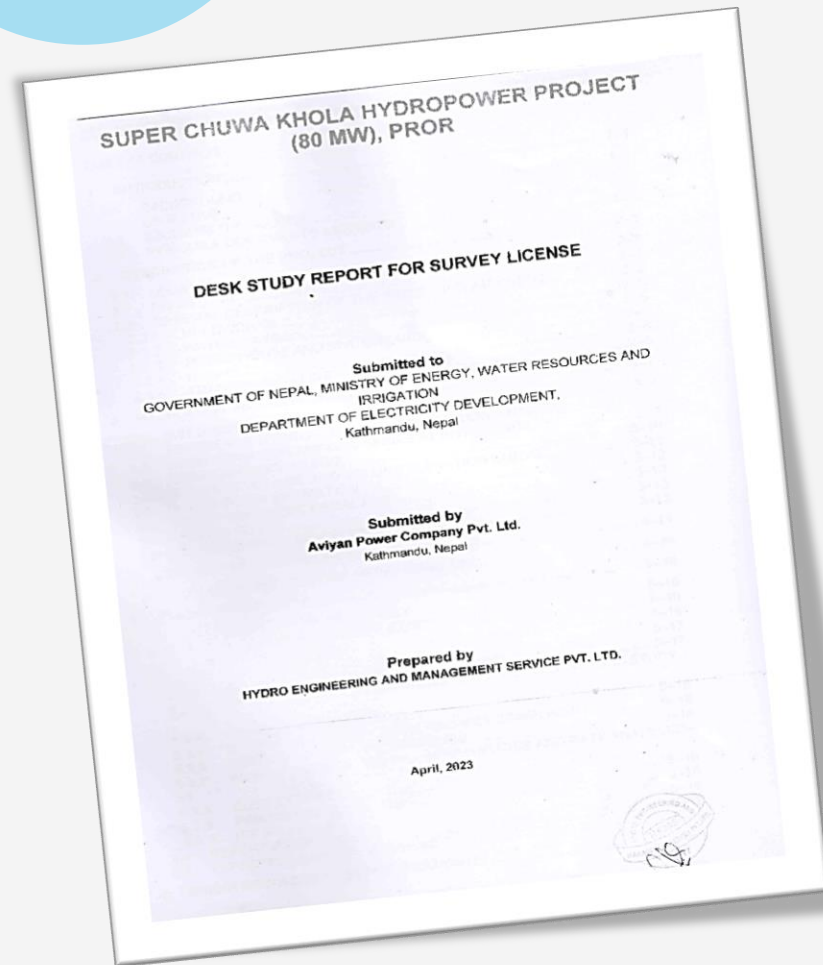 SUPER CHUWA KHOLA HYDROPOWER PROJECT
(80 MW), PROR
DESK STUDY REPORT FOR SURVEY LICENSE
Submitted to
GOVERNMENT OF NEPAL, MINISTRY OF ENERGY, WATER RESOURCES AND
IRRIGATION
DEPARTMENT OF ELECTRICITY DEVELOPMENT,
Kathmandu, Nepal
Submitted by
Aviyan Power Company Pvt. Ltd.
Kathmandu, Nepal
Prepared by
HYDRO ENGINEERING AND MANAGEMENT SERVICE PVT. LTD.
April, 2023